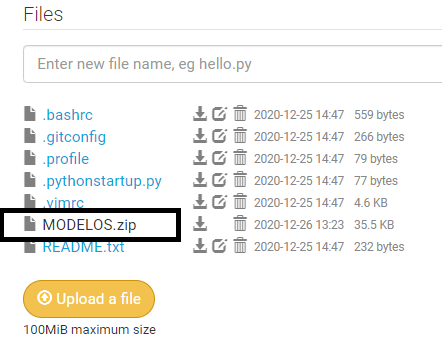 Files
Enter new file name, eg hello.py
.bashrc 2020-12-25 14:47 559 bytes
.gitconfig 2020-12-25 14:47 266 bytes
.profile 2020-12-25 14:47 79 bytes
.pythonstartup.py 2020-12-25 14:47 77 bytes
.vimrc 2020-12-25 14:47 4.6 KB
MODELOS.zip 2020-12-26 13:23 35.5 KB
README.txt 2020-12-25 14:47 232 bytes
Upload a file
100MiB maximum size